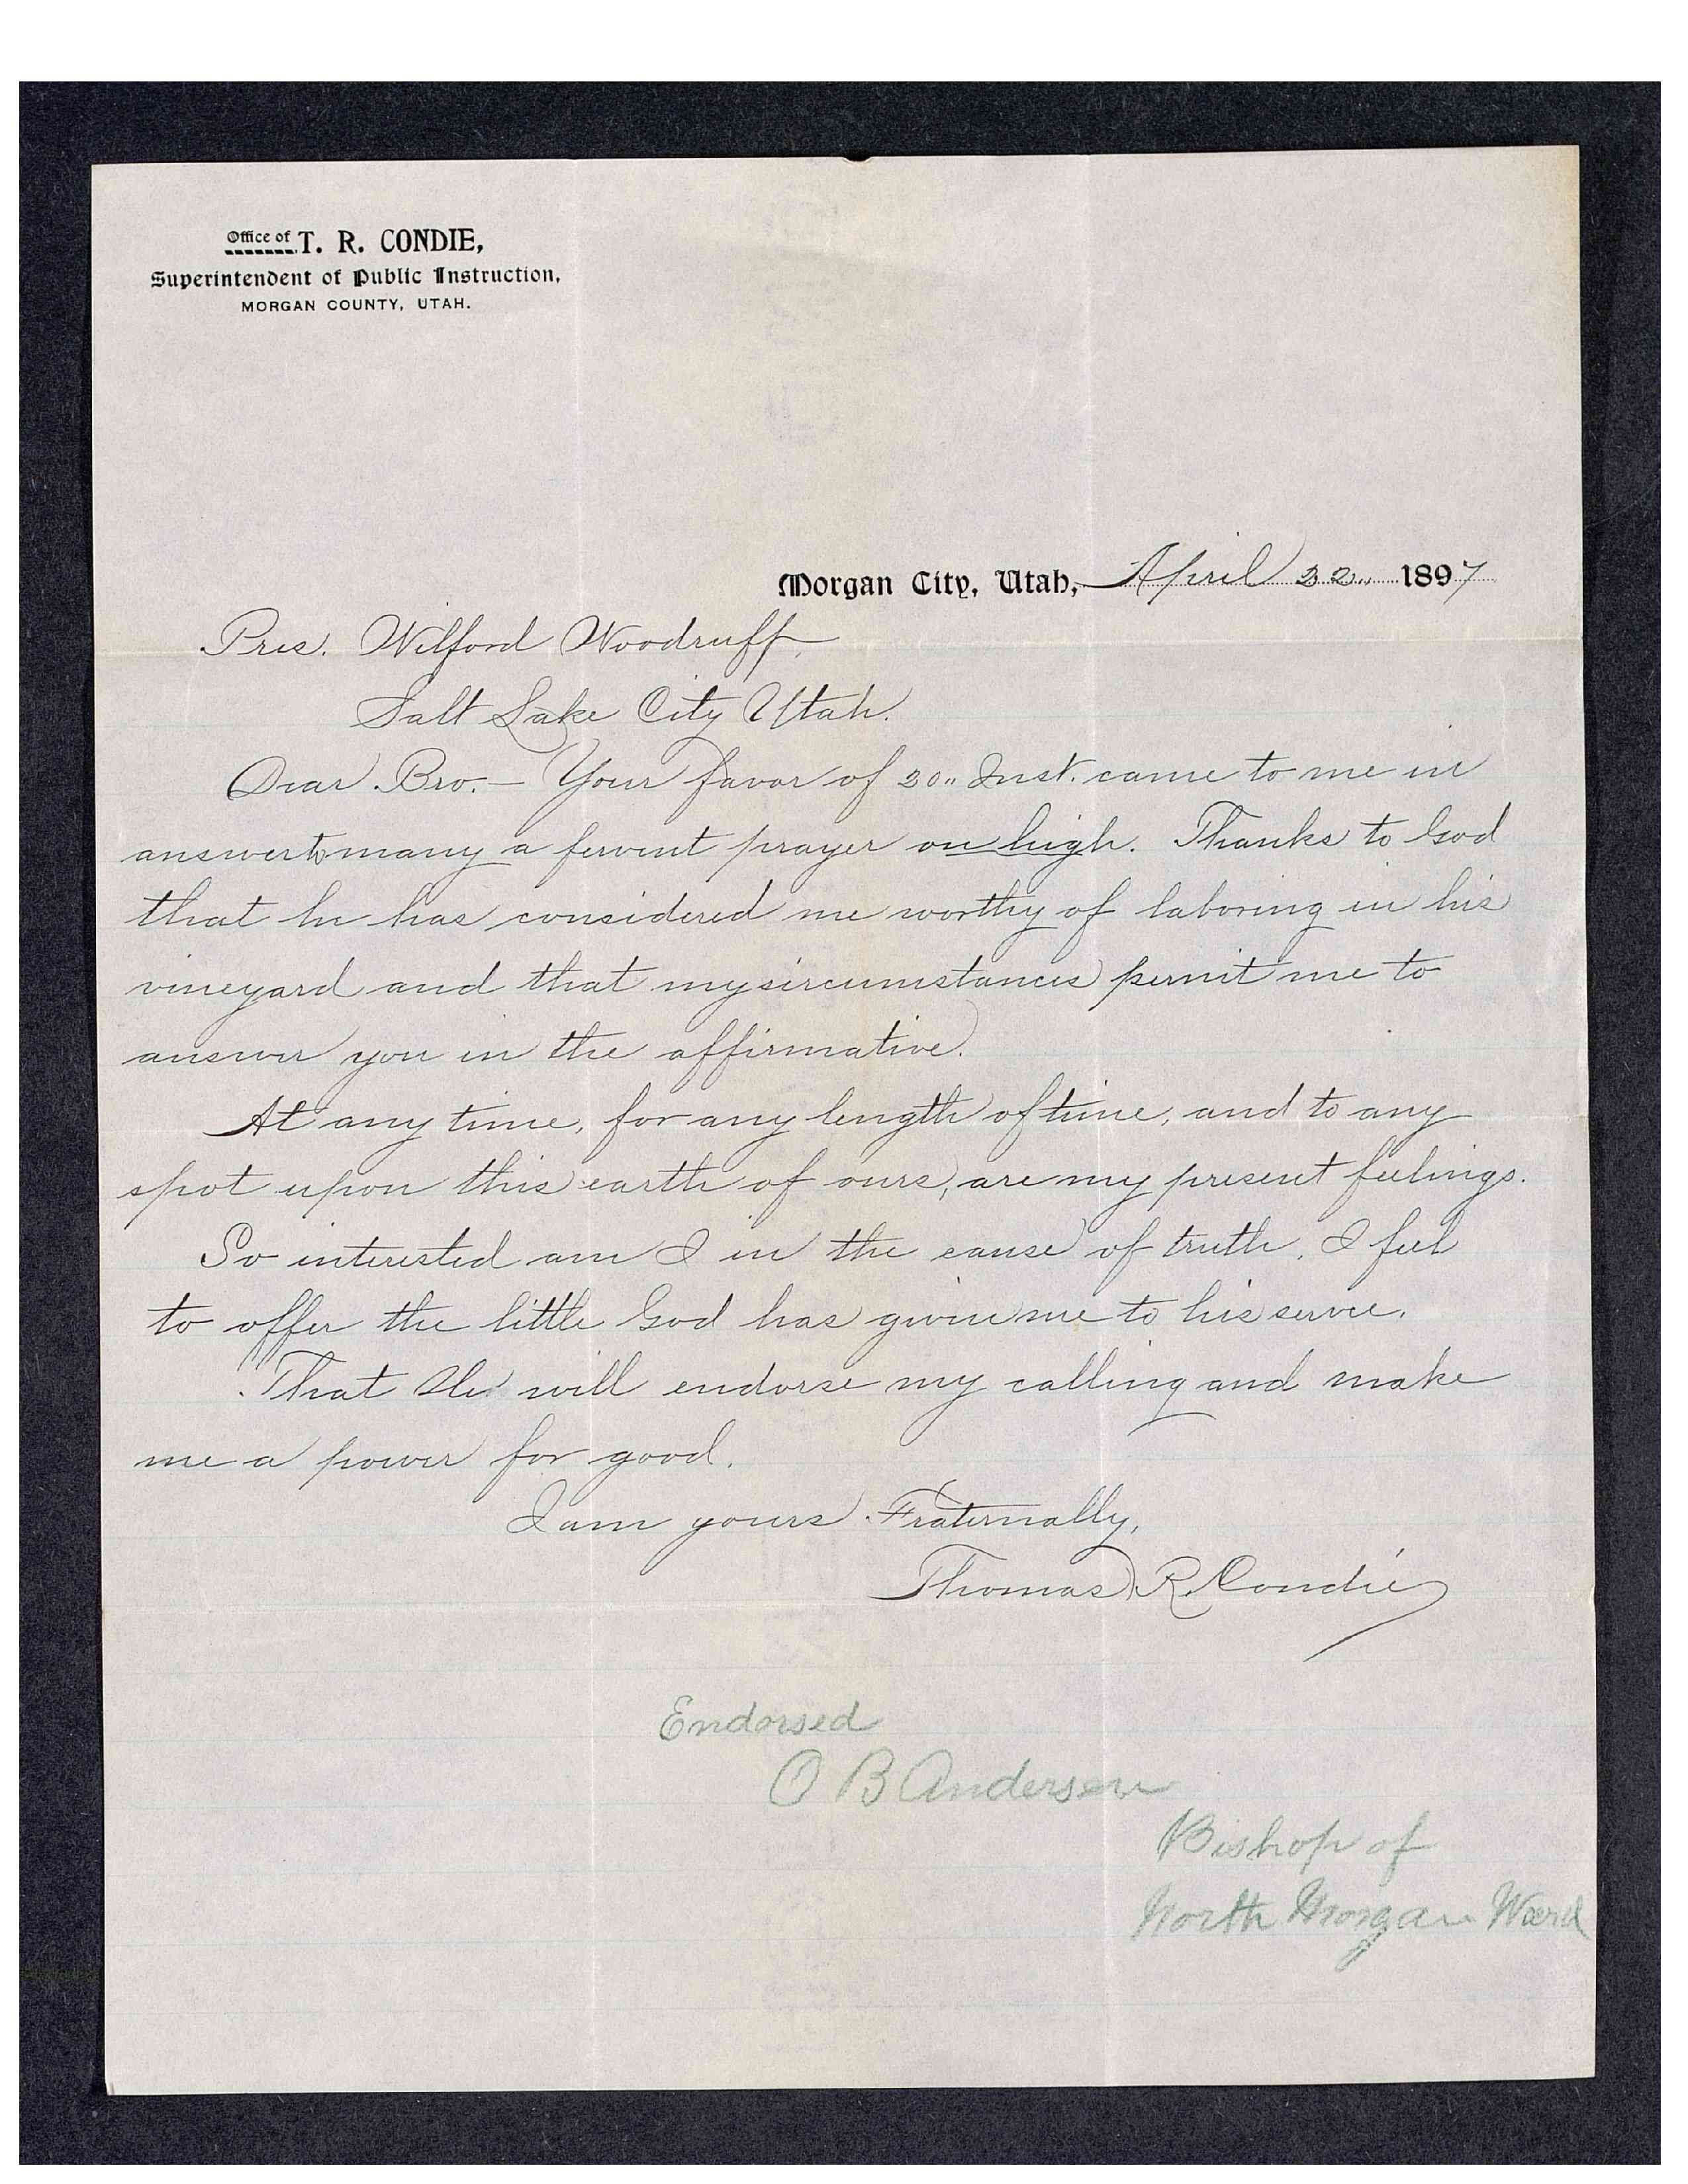 Office of T. R. CONDIE,
Superintendent of Public Instruction,
MORGAN COUNTY, UTAH.
Morgan City, Utah, April 22,, 1897
Pres. Wilford Woodruff,
Salt Lake City Utah.
Dear Bro.— Your favor of 20,, Inst. came to me in
answer to many a fervent prayer on high. Thanks to God
that he has considered me worthy of laboring in his
vineyard and that my circumstances permit me to
answer you in the affirmative.
At any time, for any length of time, and to any
spot upon this earth of ours, are my present feelings.
So interested am I in the cause of truth, I feel
to offer the little God has given me to his servce.
That He will endorse my calling and make
me a power for good.
I am yours Fraternally,
Thomas R. Condie
Endorsed
O B Andersen
Bishop of
North Morgan Ward